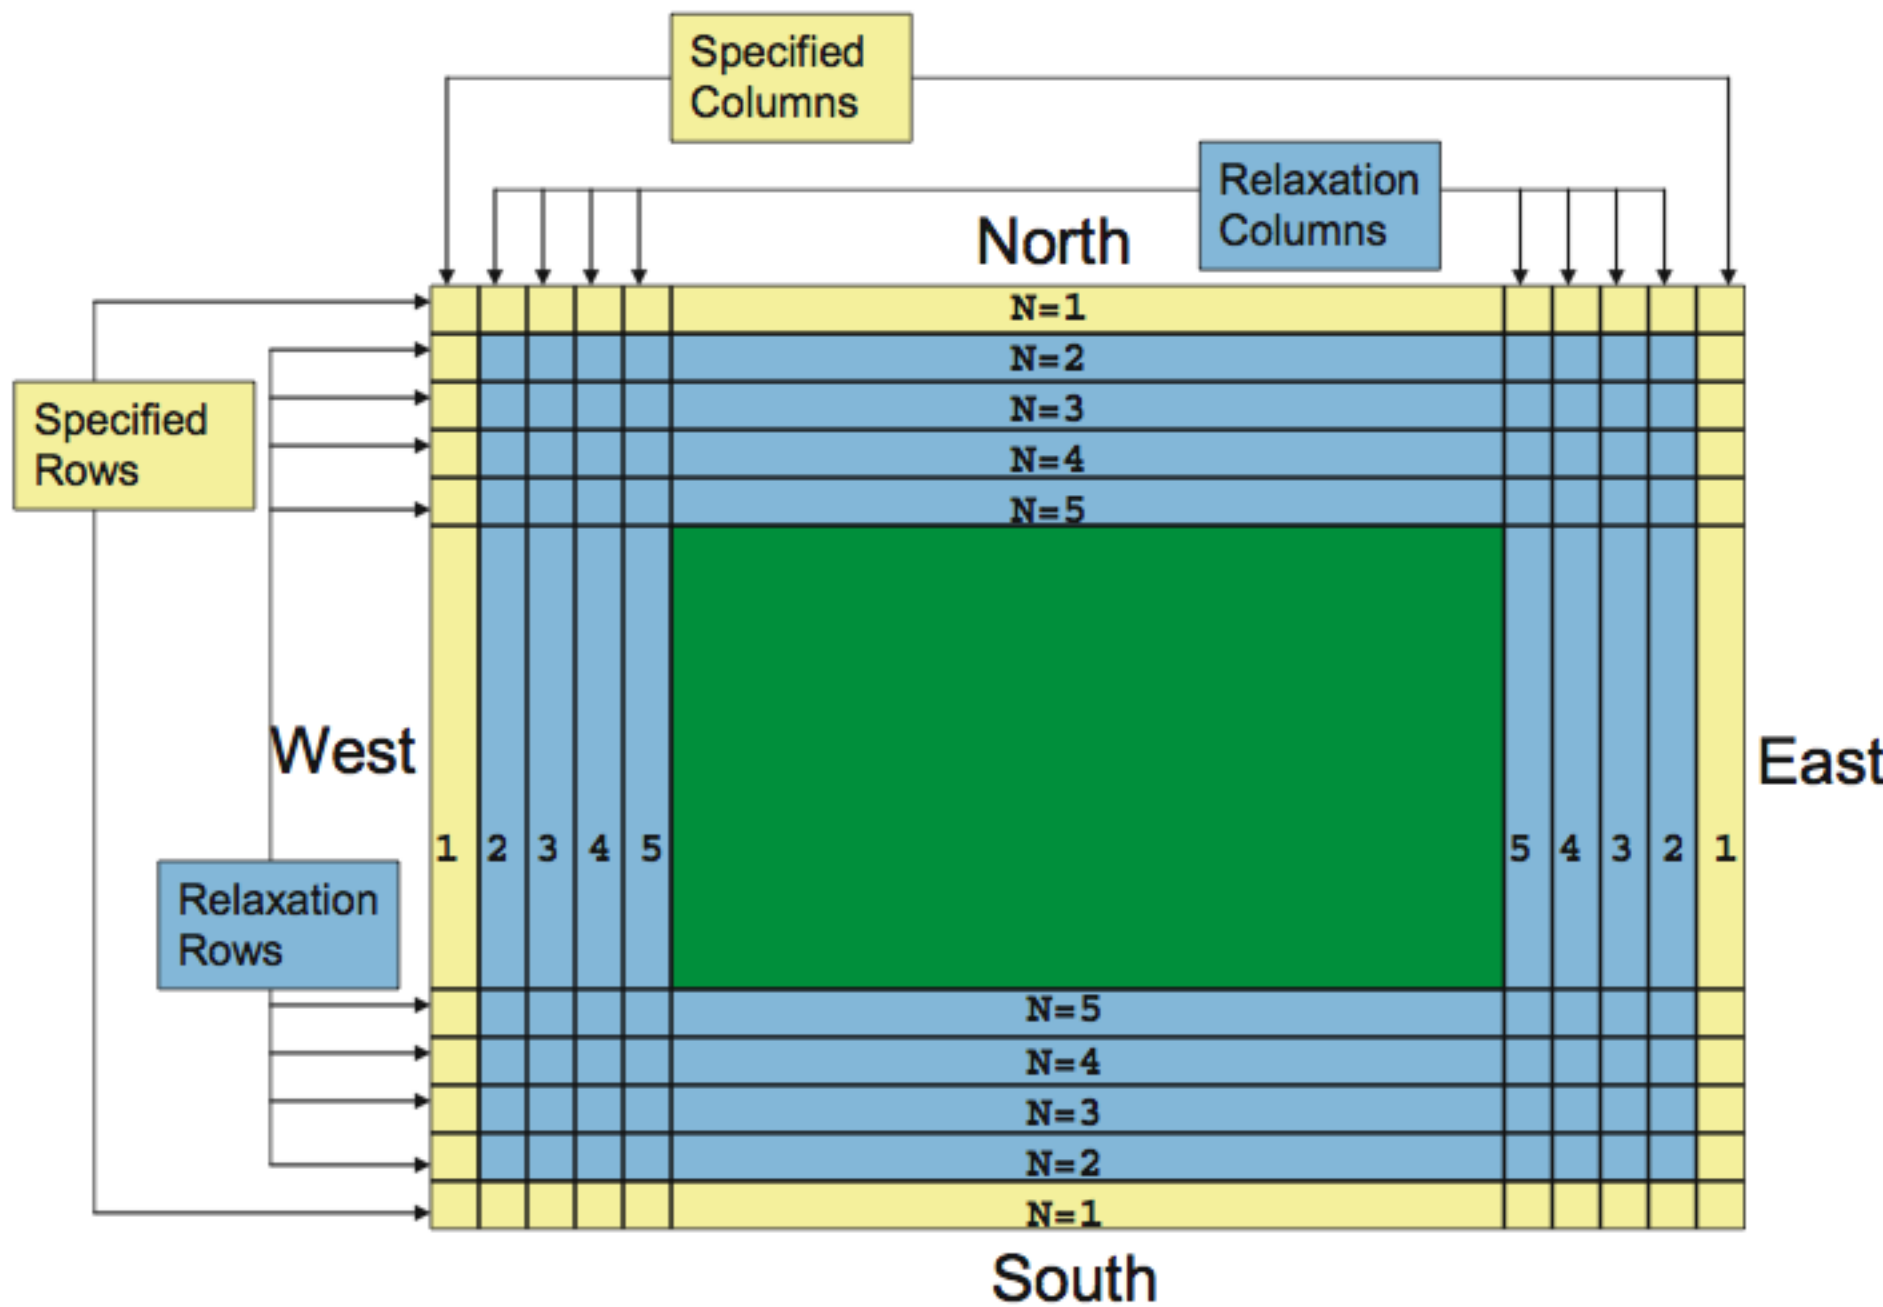 Specified
Columns
Relaxation
Columns
North
N=1
N=2
N=3
N=4
N=5
Specified
Rows
West
East
1 2 3 4 5 5 4 3 2 1
Relaxation
Rows
N=5
N=4
N=3
N=2
N=1
South